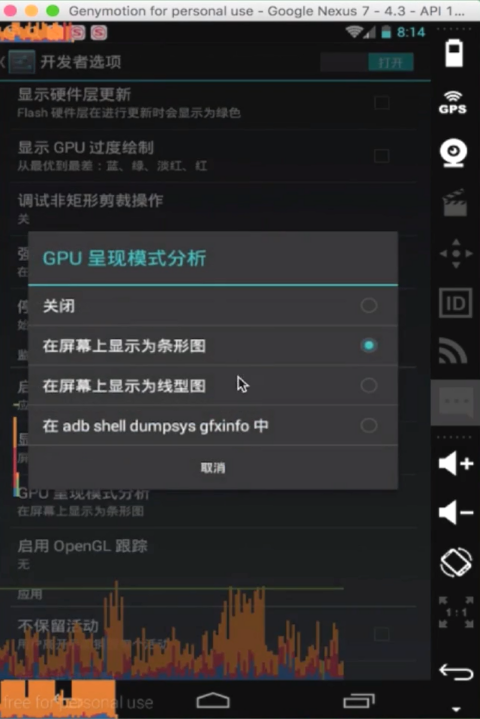 Genymotion for personal use - Google Nexus 7 - 4.3 - API 1...
8:14
开发者选项
打开
显示硬件层更新
Flash 硬件层在进行更新时会显示为绿色
显示 GPU 过度绘制
从最优到最差：蓝、绿、淡红、红
GPS
调试非矩形剪裁操作
关
GPU 呈现模式分析
关闭
ID
在屏幕上显示为条形图
在屏幕上显示为线型图
在 adb shell dumpsys gfxinfo 中
取消
GPU 呈现模式分析
在屏幕上显示为条形图
启用 OpenGL 跟踪
无
应用
1:1
不保留活动
free for personal use